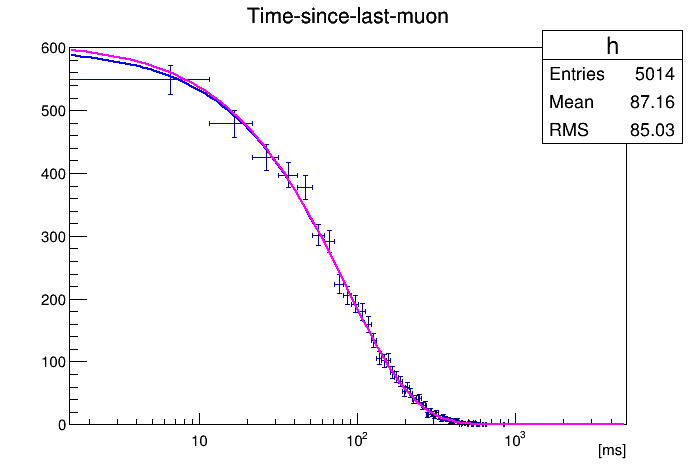 Time-since-last-muon
h
Entries 5014
Mean 87.16
RMS 85.03
600
500
400
300
200
100
0
10
10²
10³
[ms]